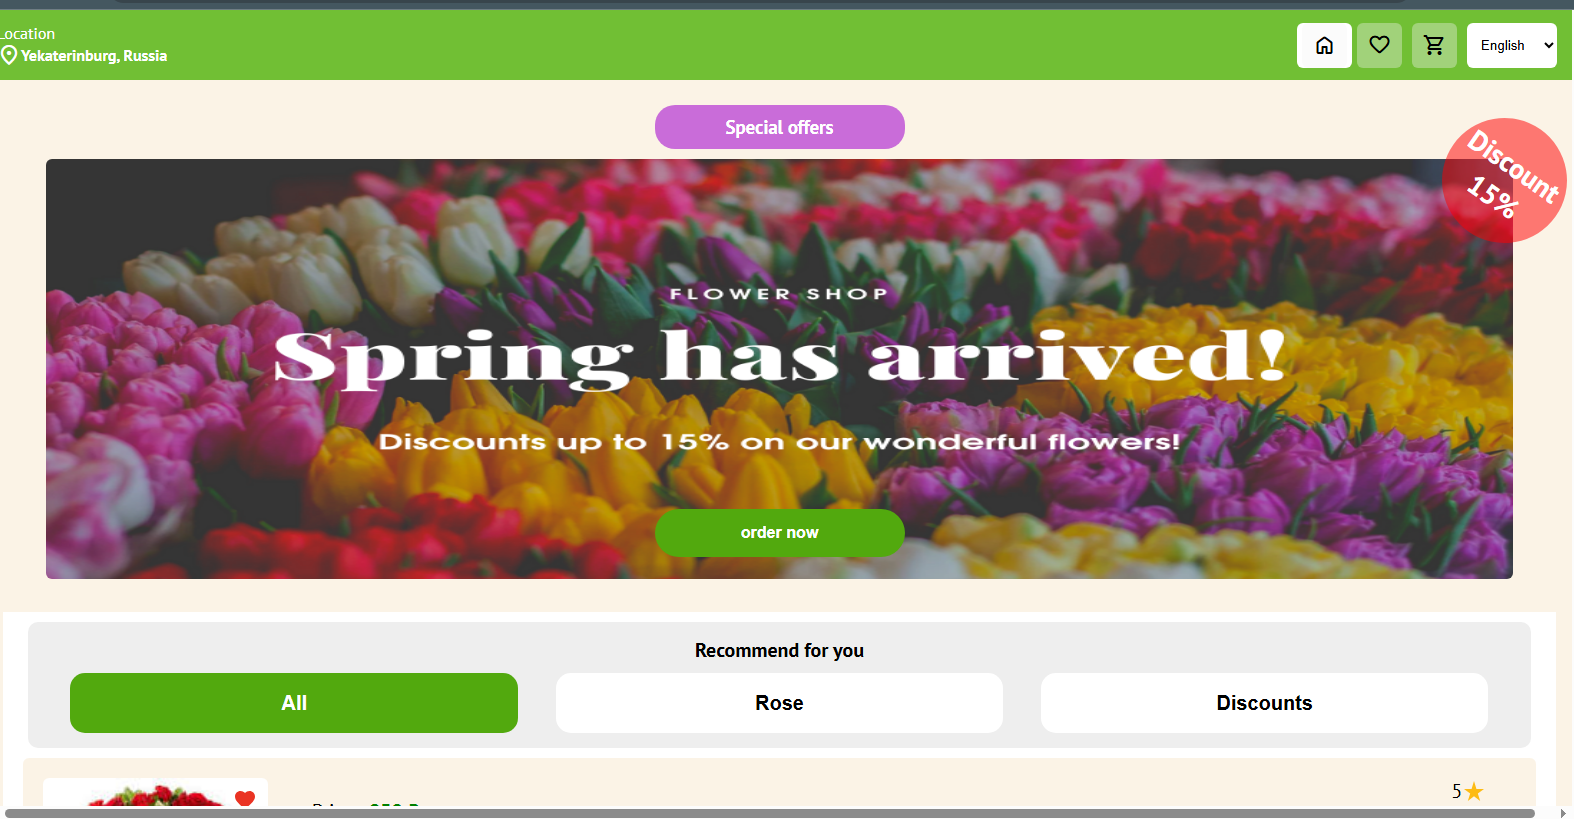 Location
Yekaterinburg, Russia
English
Special offers
Discount
15%
FLOWER SHOP
Spring has arrived!
Discounts up to 15% on our wonderful flowers!
order now
Recommend for you
All
Rose
Discounts
5